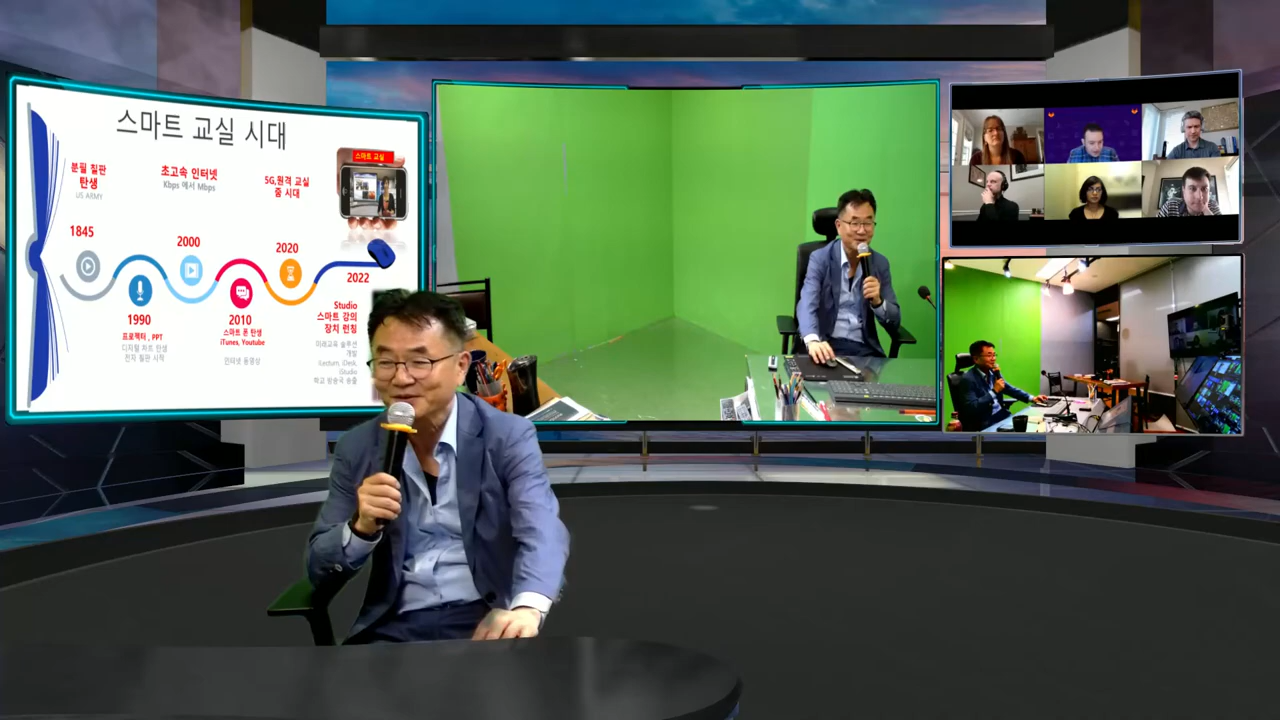 스마트 교실 시대
분필 칠판
탄생
US ARMY
1845
1990
프로젝터 , PPT
디지털 차트 탄생
전자 칠판 시작
초고속 인터넷
Kbps 에서 Mbps
2000
2010
스마트 폰 탄생
iTunes, Youtube
인터넷 동영상
5G,원격 교실
줌 시대
2020
스마트 교실
2022
Studio
스마트 강의
장치 런칭
미래교육 솔루션
개발
iLecturn, iDesk,
iStudio
학교 방송국 송출